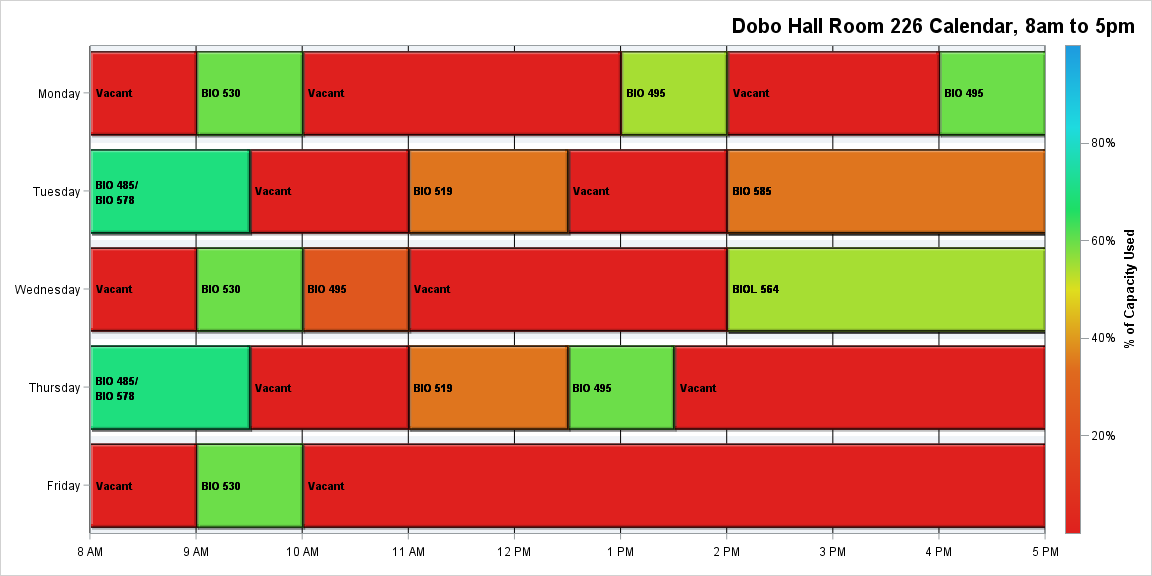 Dobo Hall Room 226 Calendar, 8am to 5pm
Monday
Vacant
BIO 530
Vacant
BIO 495
Vacant
BIO 495
Tuesday
BIO 485/
BIO 578
Vacant
BIO 519
Vacant
BIO 585
Wednesday
Vacant
BIO 530
BIO 495
Vacant
BIOL 564
Thursday
BIO 485/
BIO 578
Vacant
BIO 519
BIO 495
Vacant
Friday
Vacant
BIO 530
Vacant
8 AM
9 AM
10 AM
11 AM
12 PM
1 PM
2 PM
3 PM
4 PM
5 PM
80%
60%
40%
20%
% of Capacity Used